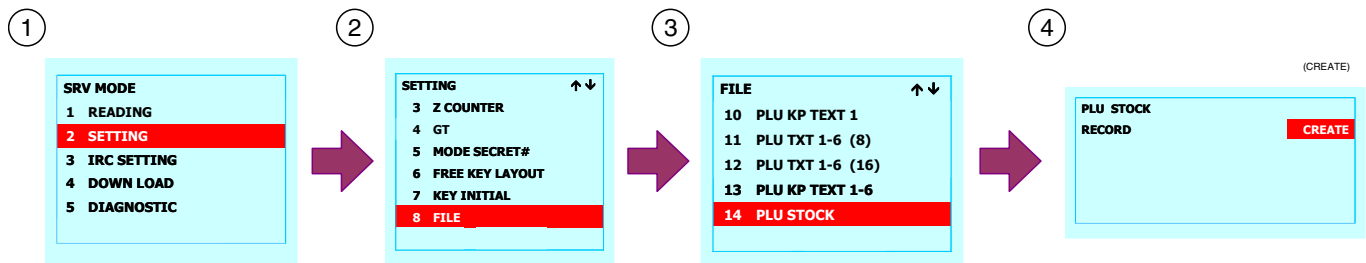 1
SRV MODE
1 READING
2 SETTING
3 IRC SETTING
4 DOWN LOAD
5 DIAGNOSTIC
2
SETTING ↑↓
3 Z COUNTER
4 GT
5 MODE SECRET#
6 FREE KEY LAYOUT
7 KEY INITIAL
8 FILE
3
FILE ↑↓
10 PLU KP TEXT 1
11 PLU TXT 1-6 (8)
12 PLU TXT 1-6 (16)
13 PLU KP TEXT 1-6
14 PLU STOCK
4
(CREATE)
PLU STOCK
RECORD CREATE